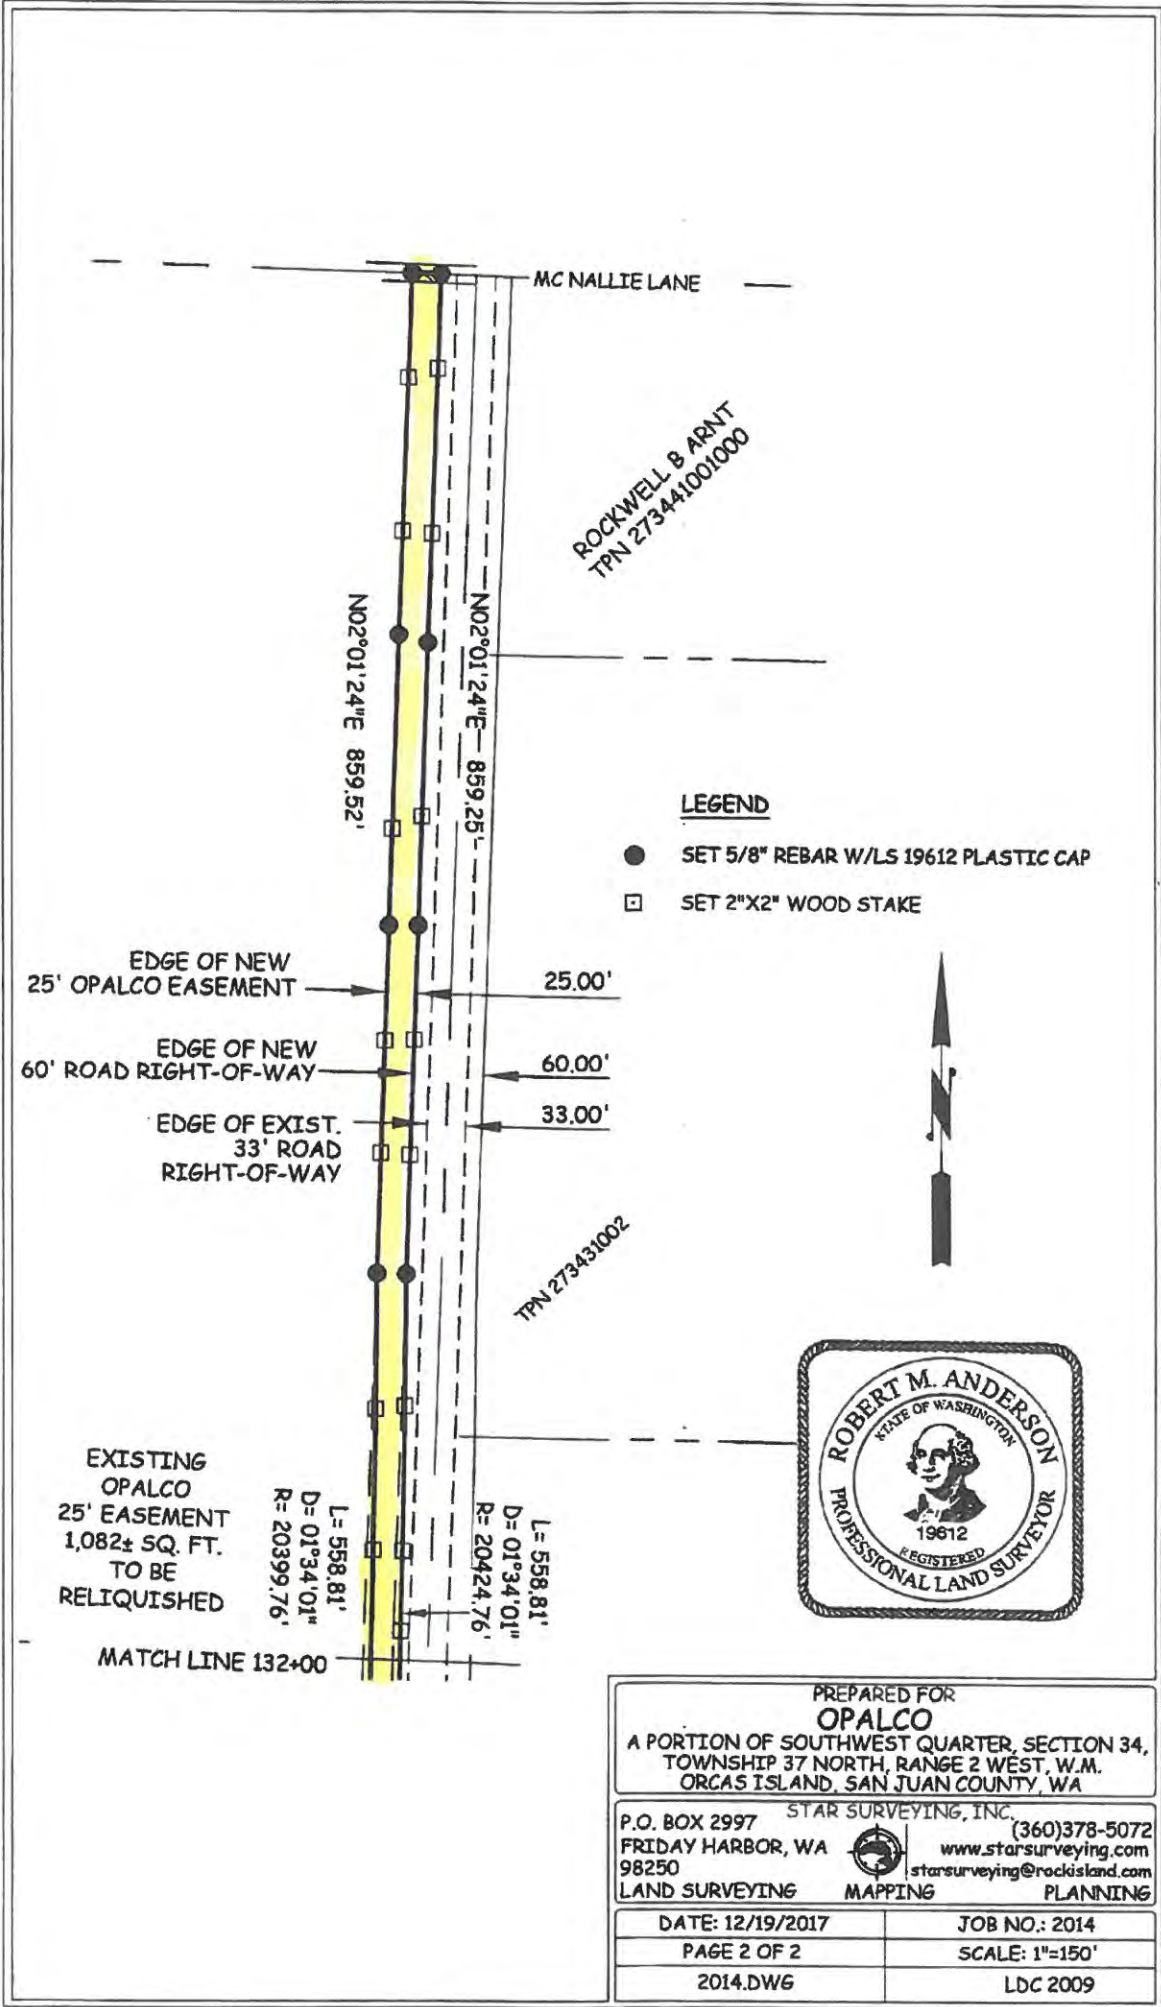 MC NALLIE LANE
ROCKWELL B ARNT
TPN 273441001000
N02°01'24"E 859.52'
N02°01'24"E 859.25'
LEGEND
SET 5/8" REBAR W/LS 19612 PLASTIC CAP
SET 2"X2" WOOD STAKE
EDGE OF NEW
25' OPALCO EASEMENT
25.00'
EDGE OF NEW
60' ROAD RIGHT-OF-WAY
60.00'
EDGE OF EXIST.
33' ROAD
RIGHT-OF-WAY
33.00'
TPN 273431002
EXISTING
OPALCO
25' EASEMENT
1,082± SQ. FT.
TO BE
RELIQUISHED
L= 558.81'
D= 01°34'01"
R= 20399.76'
L= 558.81'
D= 01°34'01"
R= 20424.76'
MATCH LINE 132+00
N
ROBERT M. ANDERSON
STATE OF WASHINGTON
19612
REGISTERED
PROFESSIONAL LAND SURVEYOR
PREPARED FOR
OPALCO
A PORTION OF SOUTHWEST QUARTER, SECTION 34,
TOWNSHIP 37 NORTH, RANGE 2 WEST, W.M.
ORCAS ISLAND, SAN JUAN COUNTY, WA
STAR SURVEYING, INC.
P.O. BOX 2997
FRIDAY HARBOR, WA
98250
(360)378-5072
www.starsurveying.com
starsurveying@rockisland.com
LAND SURVEYING MAPPING PLANNING
DATE: 12/19/2017
JOB NO.: 2014
PAGE 2 OF 2
SCALE: 1"=150'
2014.DWG
LDC 2009